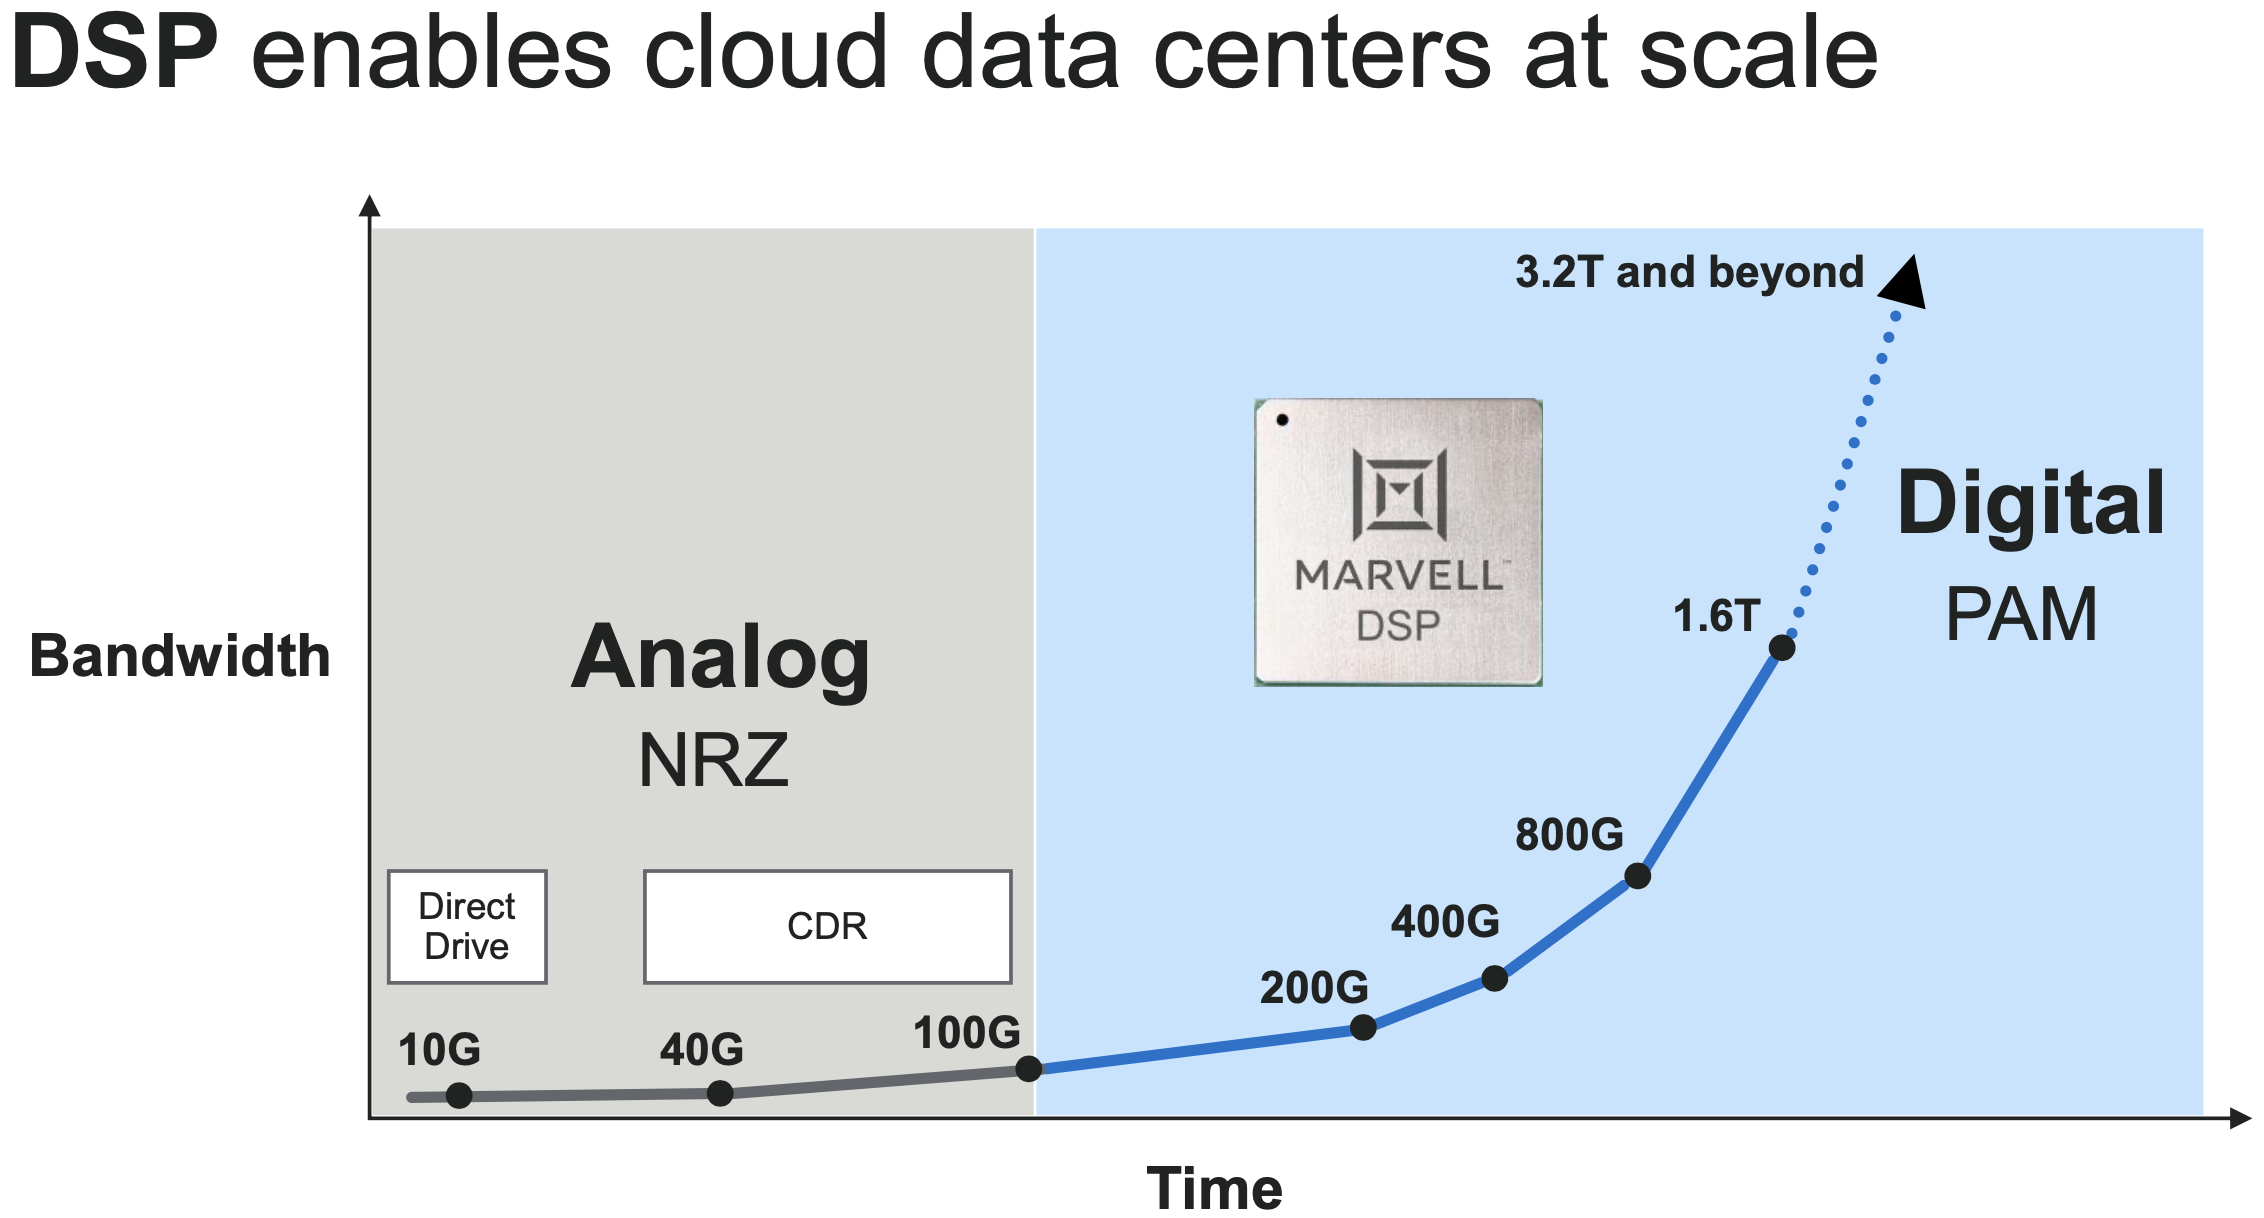 DSP enables cloud data centers at scale
3.2T and beyond
MARVELL™
DSP
Digital
PAM
1.6T
Bandwidth
Analog
NRZ
800G
Direct
Drive
CDR
400G
200G
10G
40G
100G
Time